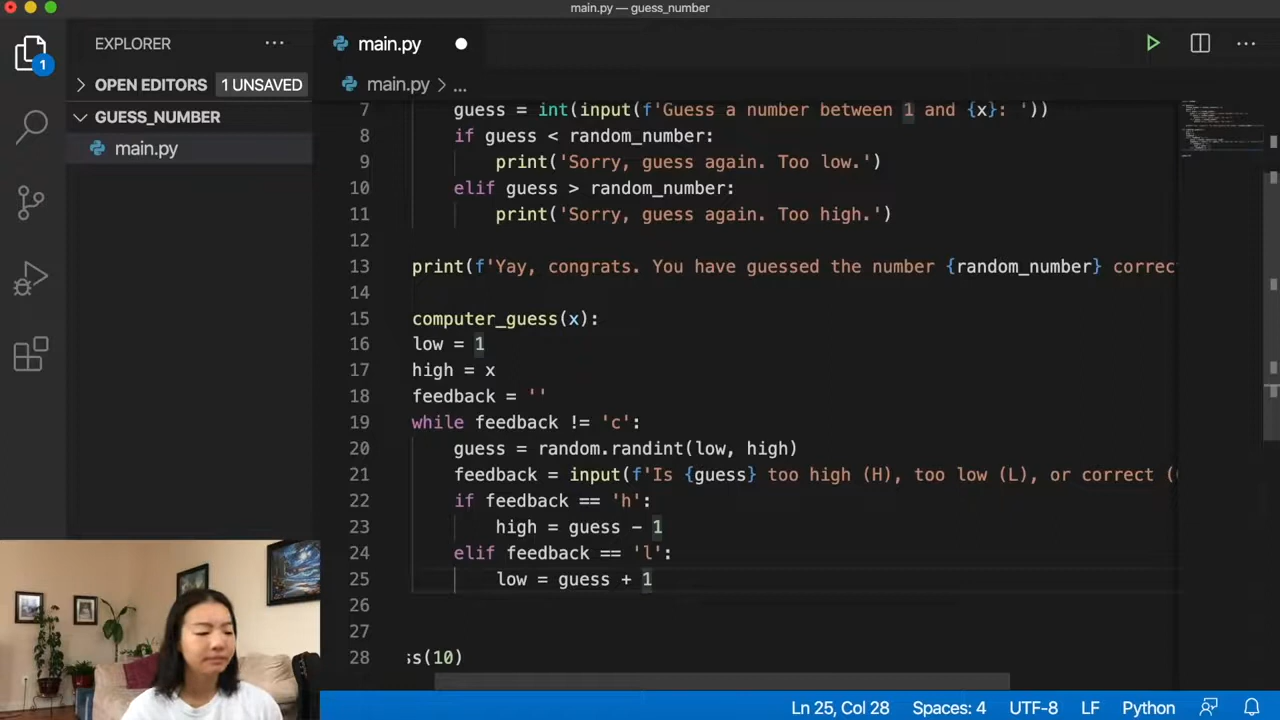 main.py — guess_number
EXPLORER ···
main.py
1
OPEN EDITORS 1 UNSAVED
main.py > ...
GUESS_NUMBER
main.py
7 guess = int(input(f'Guess a number between 1 and {x}: '))
8 if guess < random_number:
9 print('Sorry, guess again. Too low.')
10 elif guess > random_number:
11 print('Sorry, guess again. Too high.')
12
13 print(f'Yay, congrats. You have guessed the number {random_number} correc
14
15 computer_guess(x):
16 low = 1
17 high = x
18 feedback = ''
19 while feedback != 'c':
20 guess = random.randint(low, high)
21 feedback = input(f'Is {guess} too high (H), too low (L), or correct (
22 if feedback == 'h':
23 high = guess - 1
24 elif feedback == 'l':
25 low = guess + 1
26
27
28 ss(10)
Ln 25, Col 28 Spaces: 4 UTF-8 LF Python